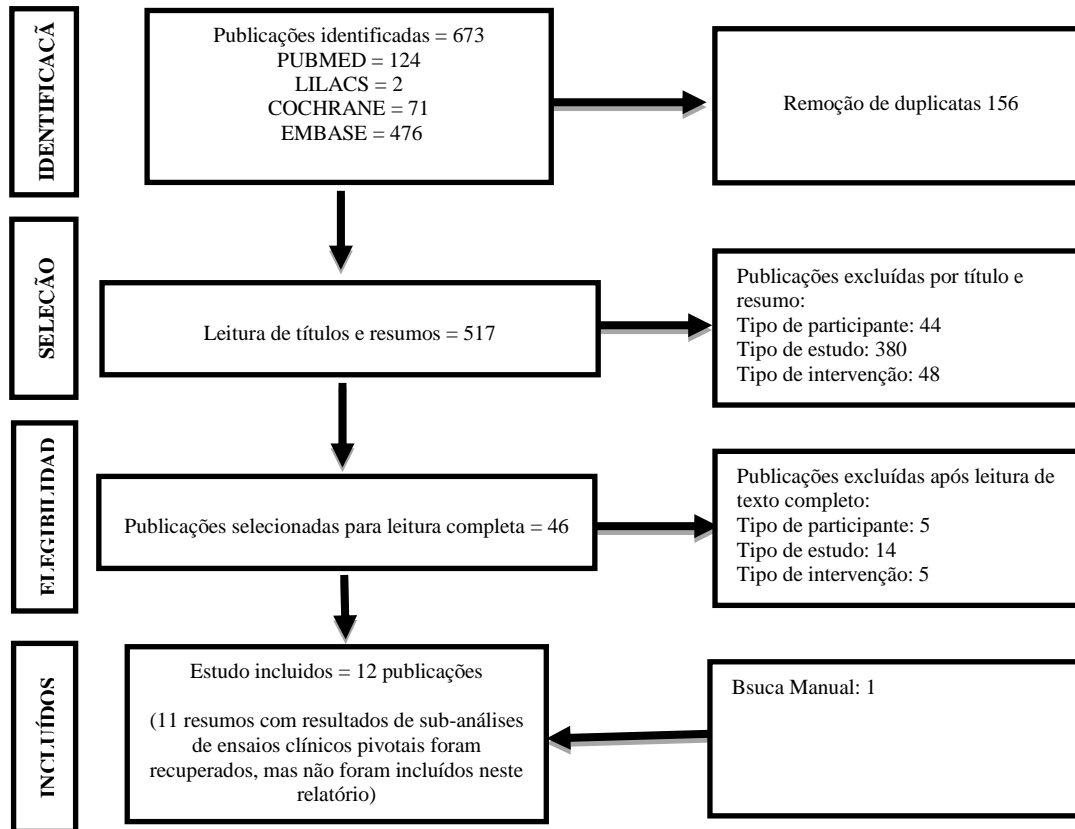 IDENTIFICACÃ
Publicações identificadas = 673
PUBMED = 124
LILACS = 2
COCHRANE = 71
EMBASE = 476
Remoção de duplicatas 156
SELEÇÃO
Leitura de títulos e resumos = 517
Publicações excluídas por título e
resumo:
Tipo de participante: 44
Tipo de estudo: 380
Tipo de intervenção: 48
ELEGIBILIDAD
Publicações selecionadas para leitura completa = 46
Publicações excluídas após leitura de
texto completo:
Tipo de participante: 5
Tipo de estudo: 14
Tipo de intervenção: 5
INCLUÍDOS
Estudo incluidos = 12 publicações
(11 resumos com resultados de sub-análises
de ensaios clínicos pivotais foram
recuperados, mas não foram incluídos neste
relatório)
Bsuca Manual: 1